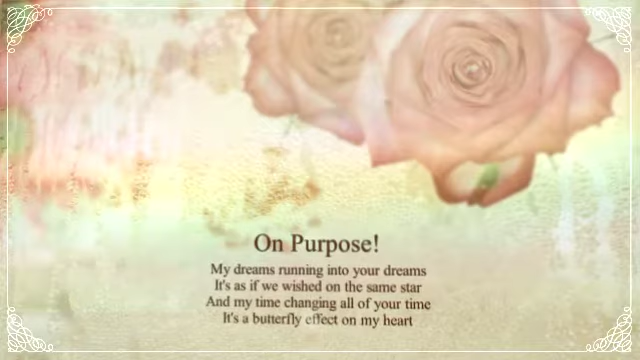 On Purpose!
My dreams running into your dreams
It's as if we wished on the same star
And my time changing all of your time
It's a butterfly effect on my heart